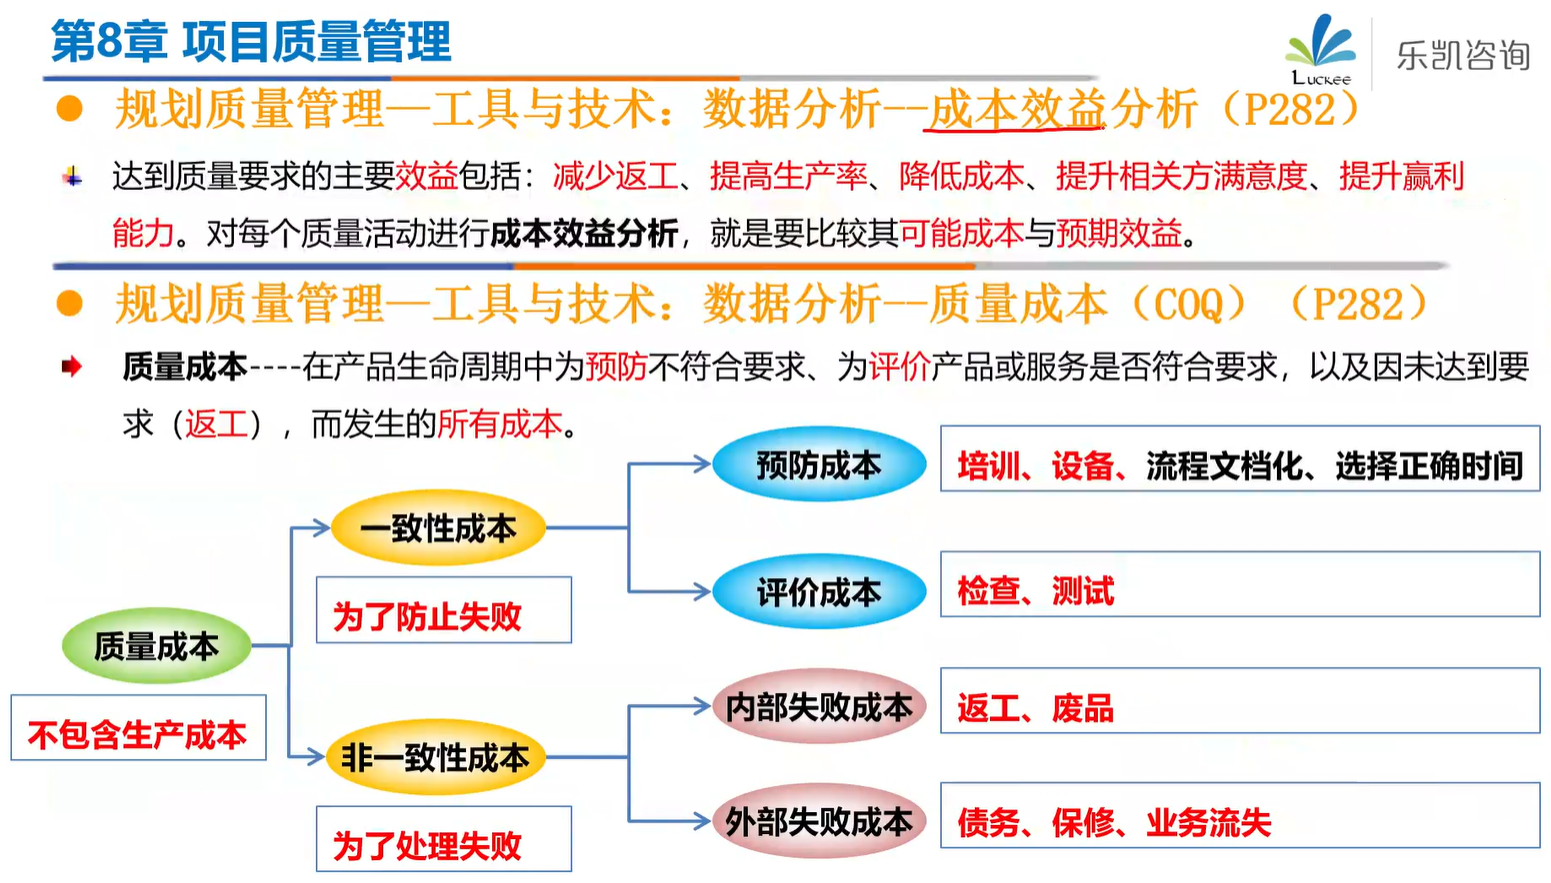 第8章 项目质量管理
Luckee
乐凯咨询
规划质量管理—工具与技术：数据分析--成本效益分析（P282）
达到质量要求的主要效益包括：减少返工、提高生产率、降低成本、提升相关方满意度、提升赢利
能力。对每个质量活动进行成本效益分析，就是要比较其可能成本与预期效益。
规划质量管理—工具与技术：数据分析--质量成本（COQ）（P282）
质量成本----在产品生命周期中为预防不符合要求、为评价产品或服务是否符合要求，以及因未达到要
求（返工），而发生的所有成本。
预防成本
培训、设备、流程文档化、选择正确时间
一致性成本
评价成本
检查、测试
为了防止失败
质量成本
不包含生产成本
内部失败成本
返工、废品
非一致性成本
外部失败成本
债务、保修、业务流失
为了处理失败